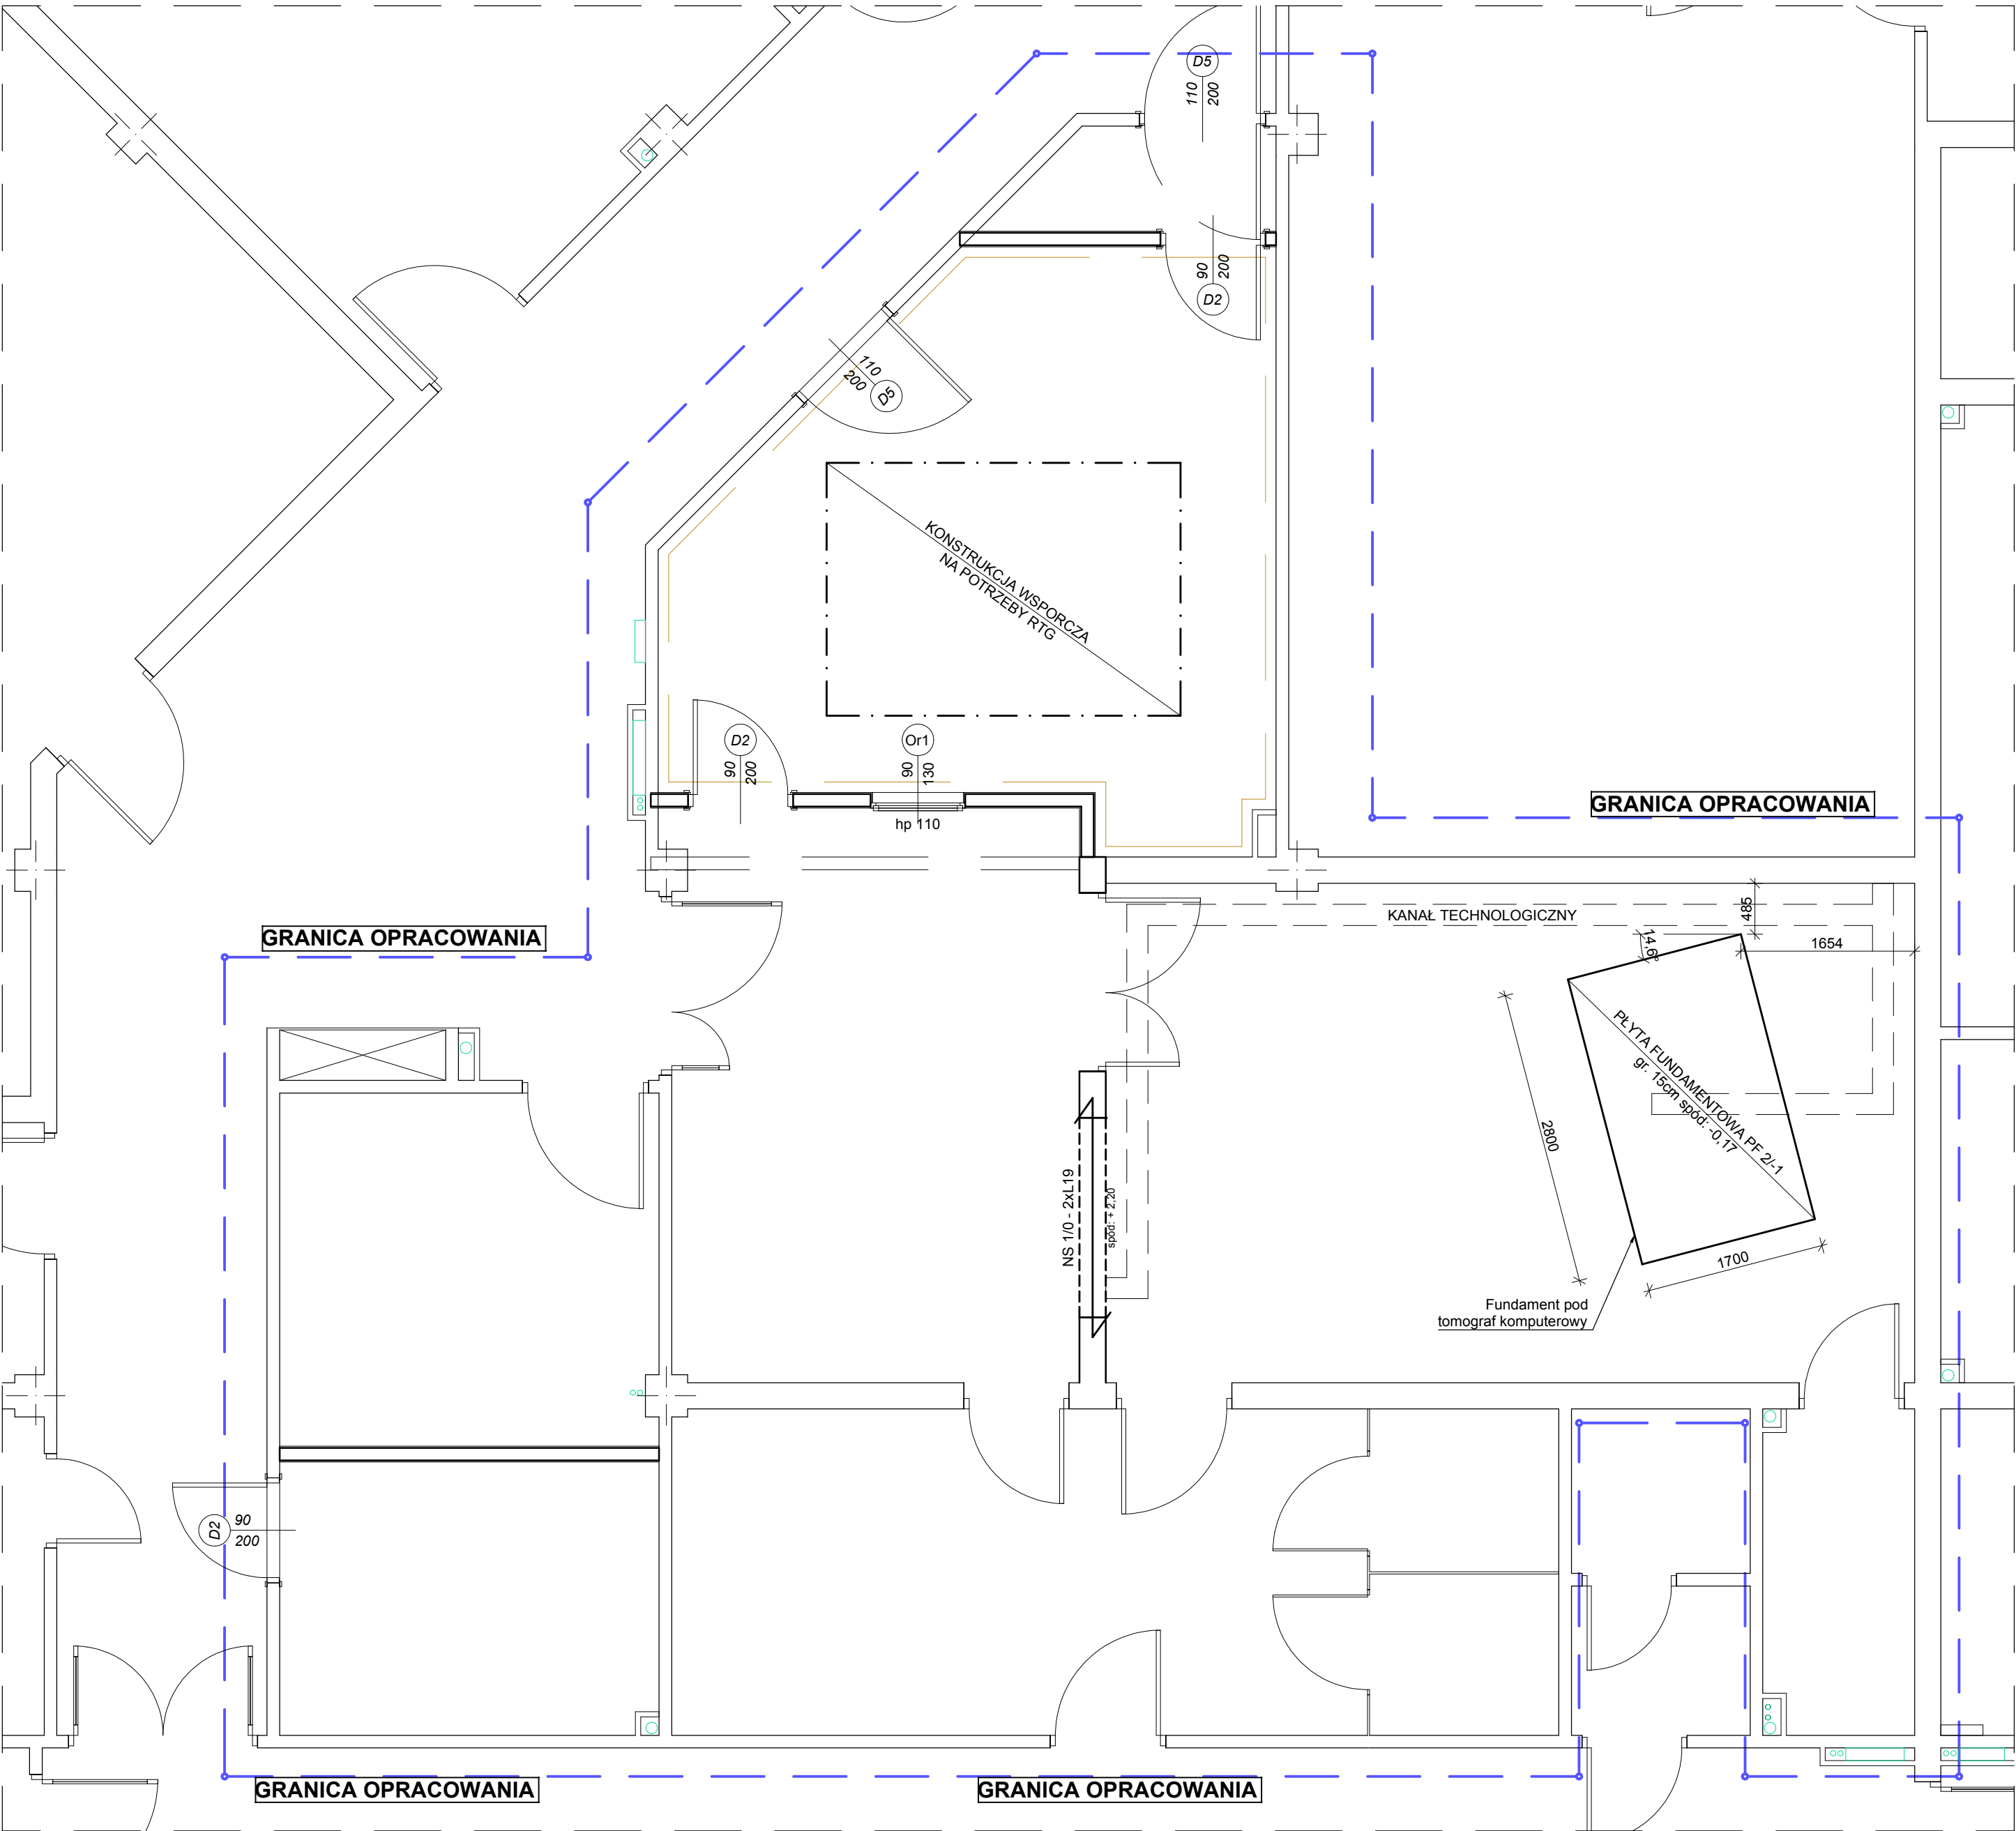 D5
110
200
90
200
D2
110
200
D5
KONSTRUKCJA WSPORCZA
NA POTRZEBY RTG
D2
90
200
Or1
90
130
hp 110
GRANICA OPRACOWANIA
GRANICA OPRACOWANIA
KANAŁ TECHNOLOGICZNY
485
14,6°
1654
PŁYTA FUNDAMENTOWA PF 2/-1
gr. 15cm spód: -0,17
2800
1700
NS 1/0 - 2xL19
spód: + 2,20
Fundament pod
tomograf komputerowy
D2
90
200
GRANICA OPRACOWANIA
GRANICA OPRACOWANIA